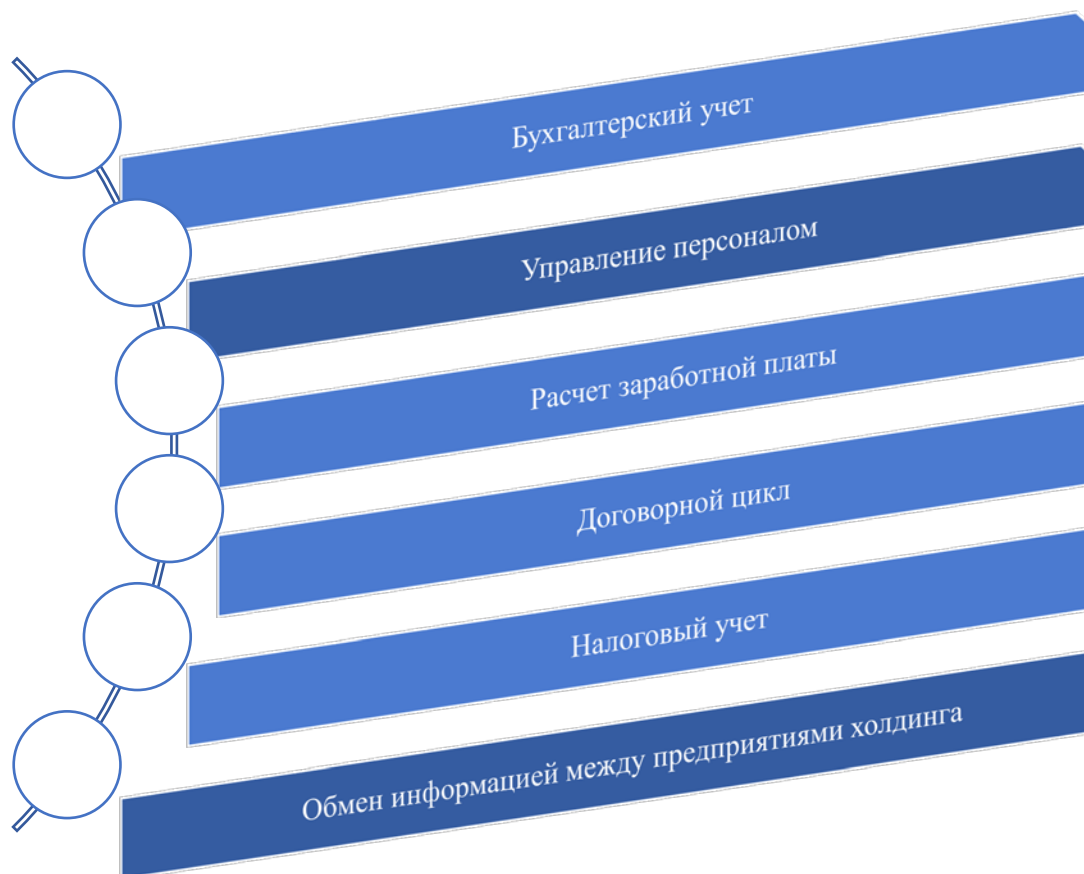 Бухгалтерский учет
Управление персоналом
Расчет заработной платы
Договорной цикл
Налоговый учет
Обмен информацией между предприятиями холдинга